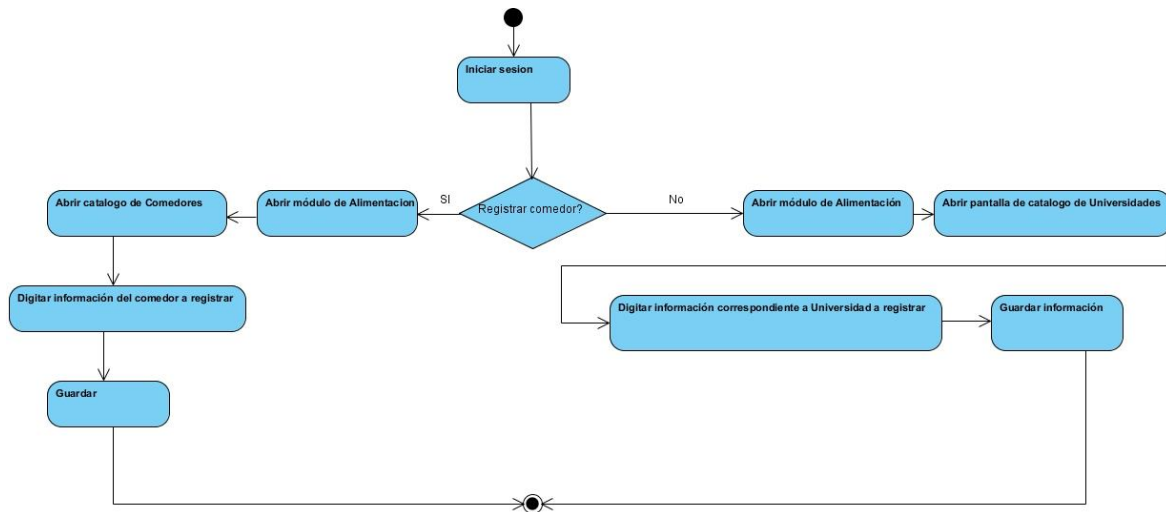 Iniciar sesion
Registrar comedor?
SI
No
Abrir módulo de Alimentacion
Abrir catalogo de Comedores
Digitar información del comedor a registrar
Guardar
Abrir módulo de Alimentación
Abrir pantalla de catalogo de Universidades
Digitar información correspondiente a Universidad a registrar
Guardar información